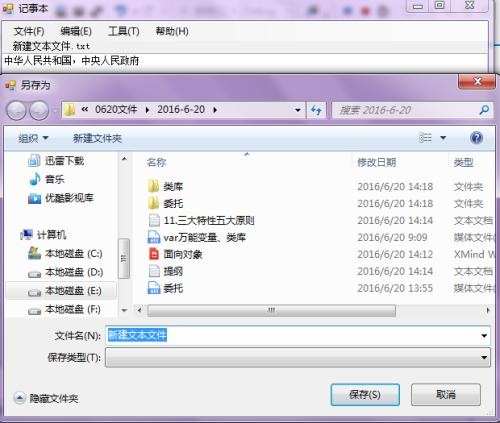 记事本
文件(F) 编辑(E) 工具(T) 帮助(H)
新建文本文件.txt
中华人民共和国，中央人民政府
另存为
« 0620文件 2016-6-20
搜索 2016-6-20
组织 新建文件夹
名称 修改日期 类型
迅雷下载
音乐
优酷影视库
计算机
本地磁盘 (C:)
本地磁盘 (D:)
本地磁盘 (E:)
本地磁盘 (F:)
类库 2016/6/20 14:18 文件夹
委托 2016/6/20 14:18 文件夹
11.三大特性五大原则 2016/6/20 14:14 文本文档
var万能变量、类库 2016/6/20 9:09 媒体文件(
面向对象 2016/6/20 14:12 XMind W
提纲 2016/6/20 14:14 文本文档
委托 2016/6/20 13:55 媒体文件(
文件名(N): 新建文本文件
保存类型(T):
隐藏文件夹 保存(S) 取消